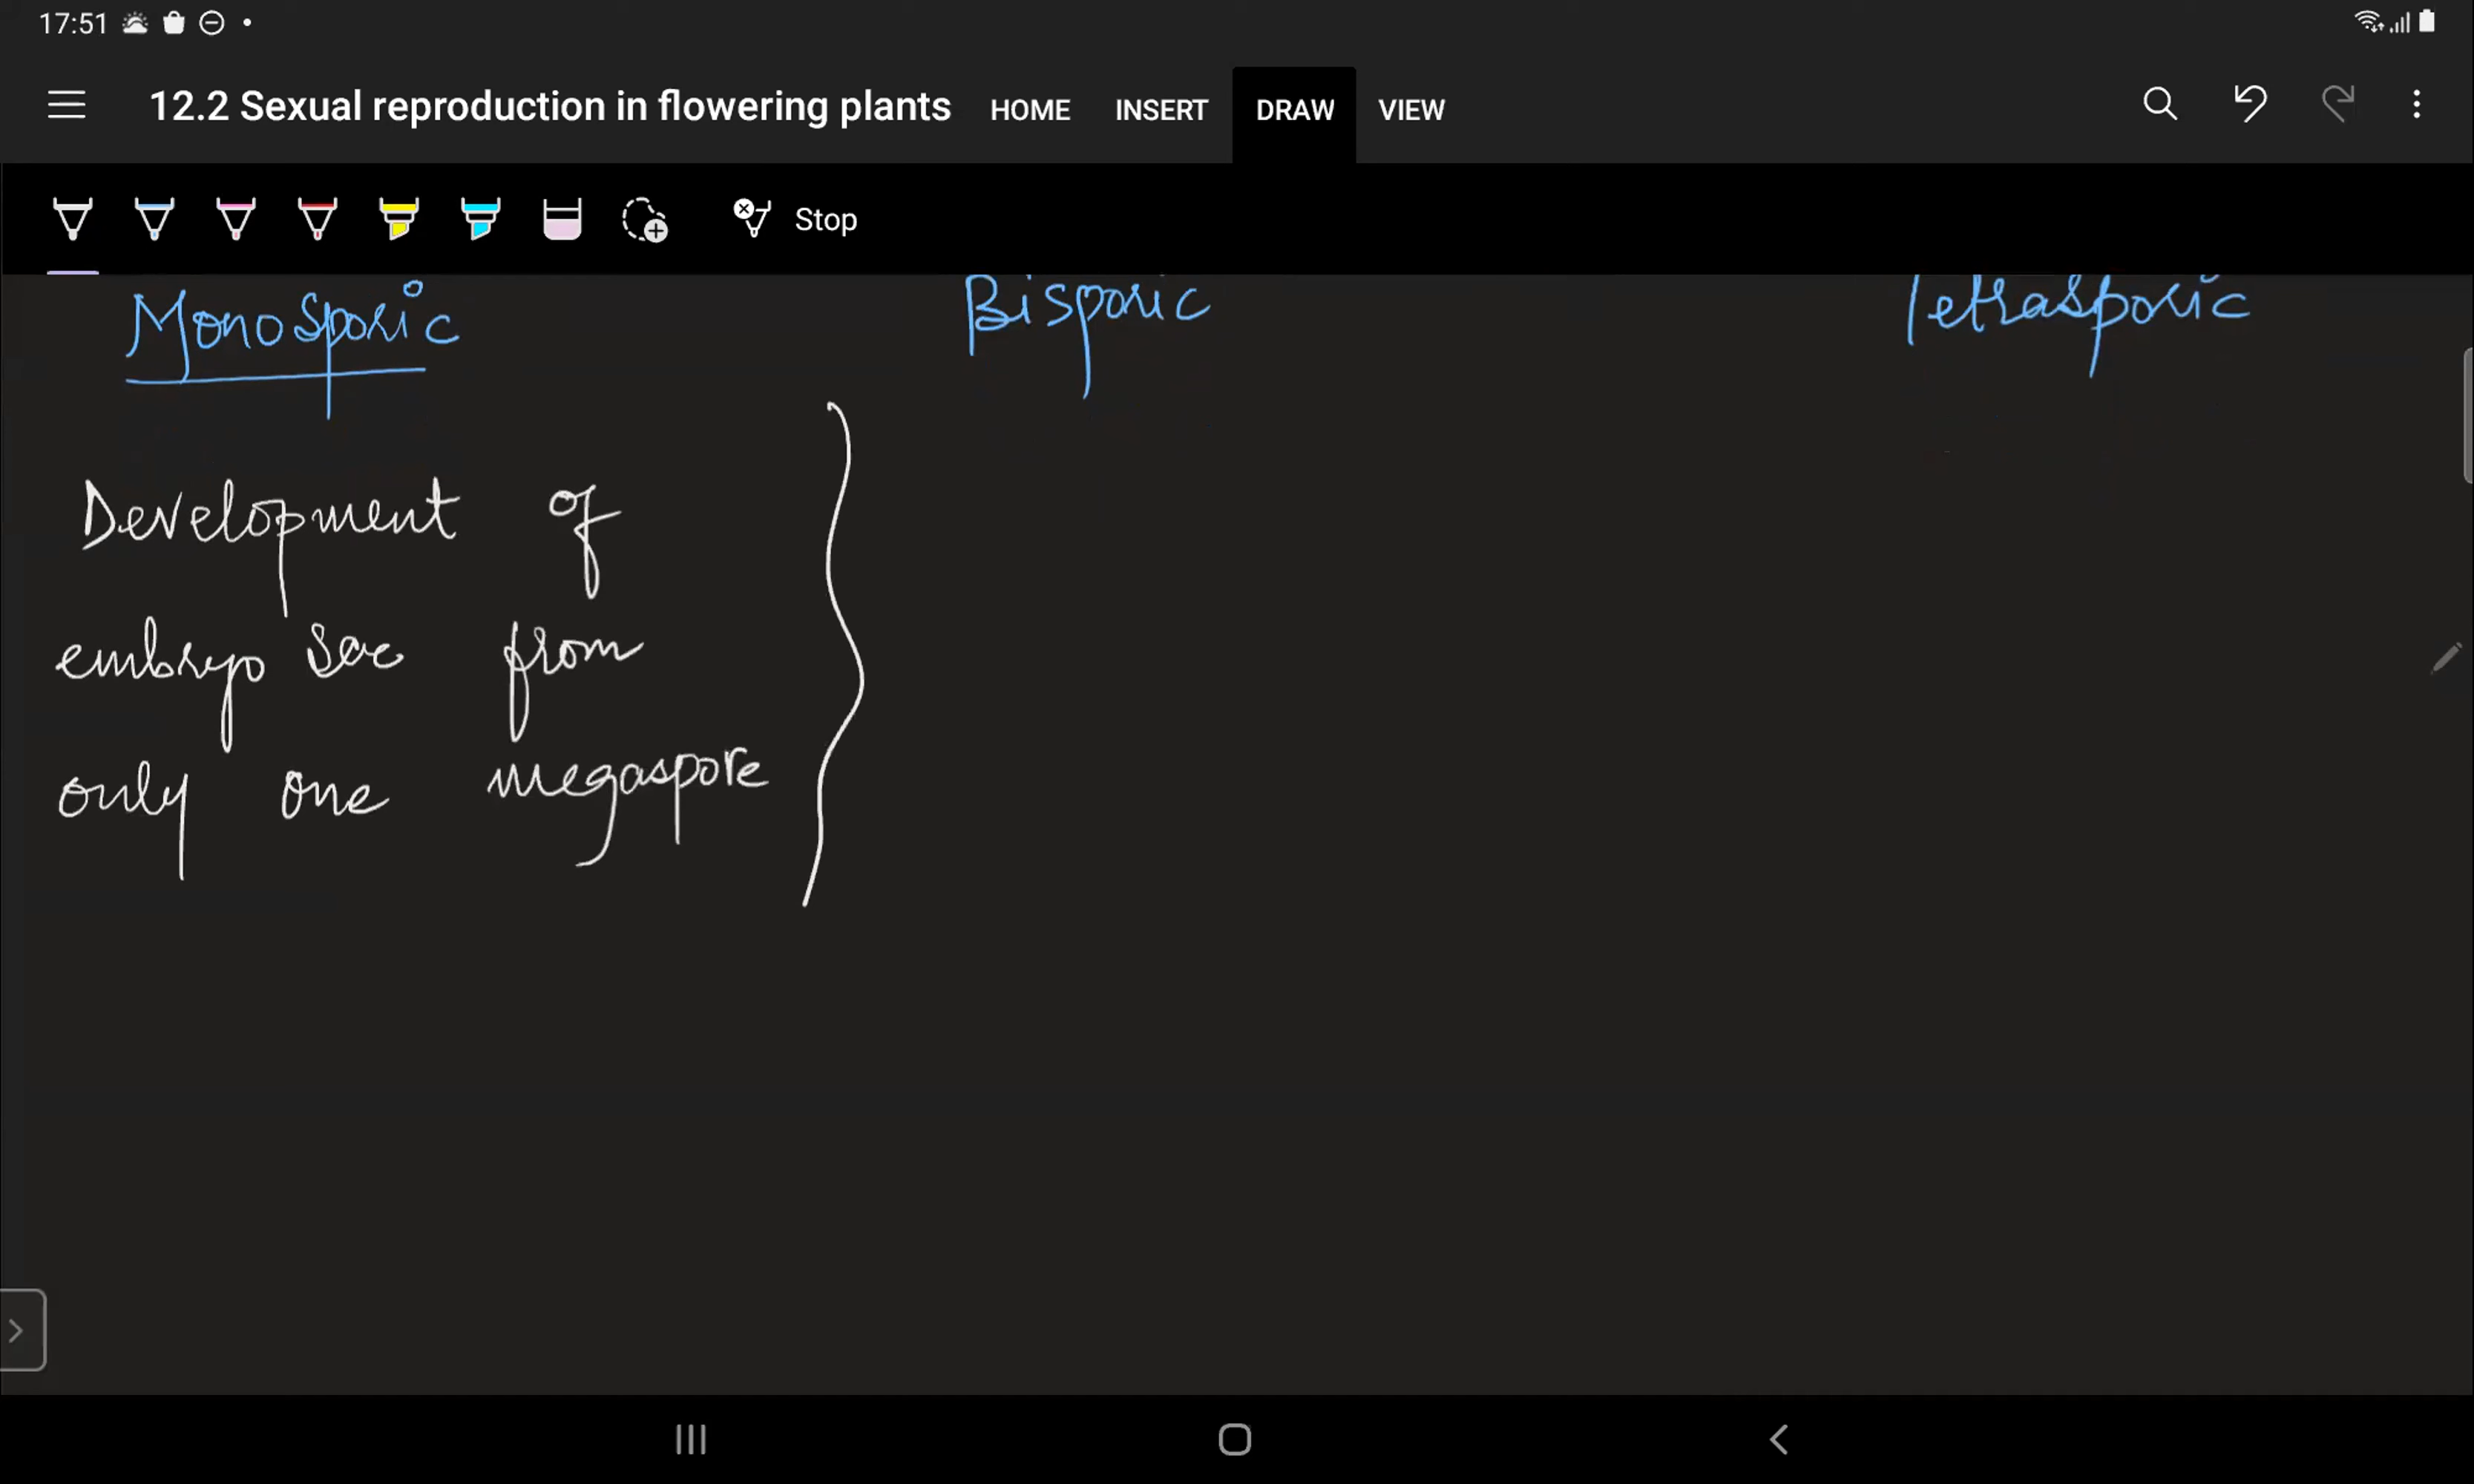 17:51
12.2 Sexual reproduction in flowering plants HOME INSERT DRAW VIEW
Stop
Monosporic Bisporic Tetrasporic
Development of
embryo sac from
only one megaspore